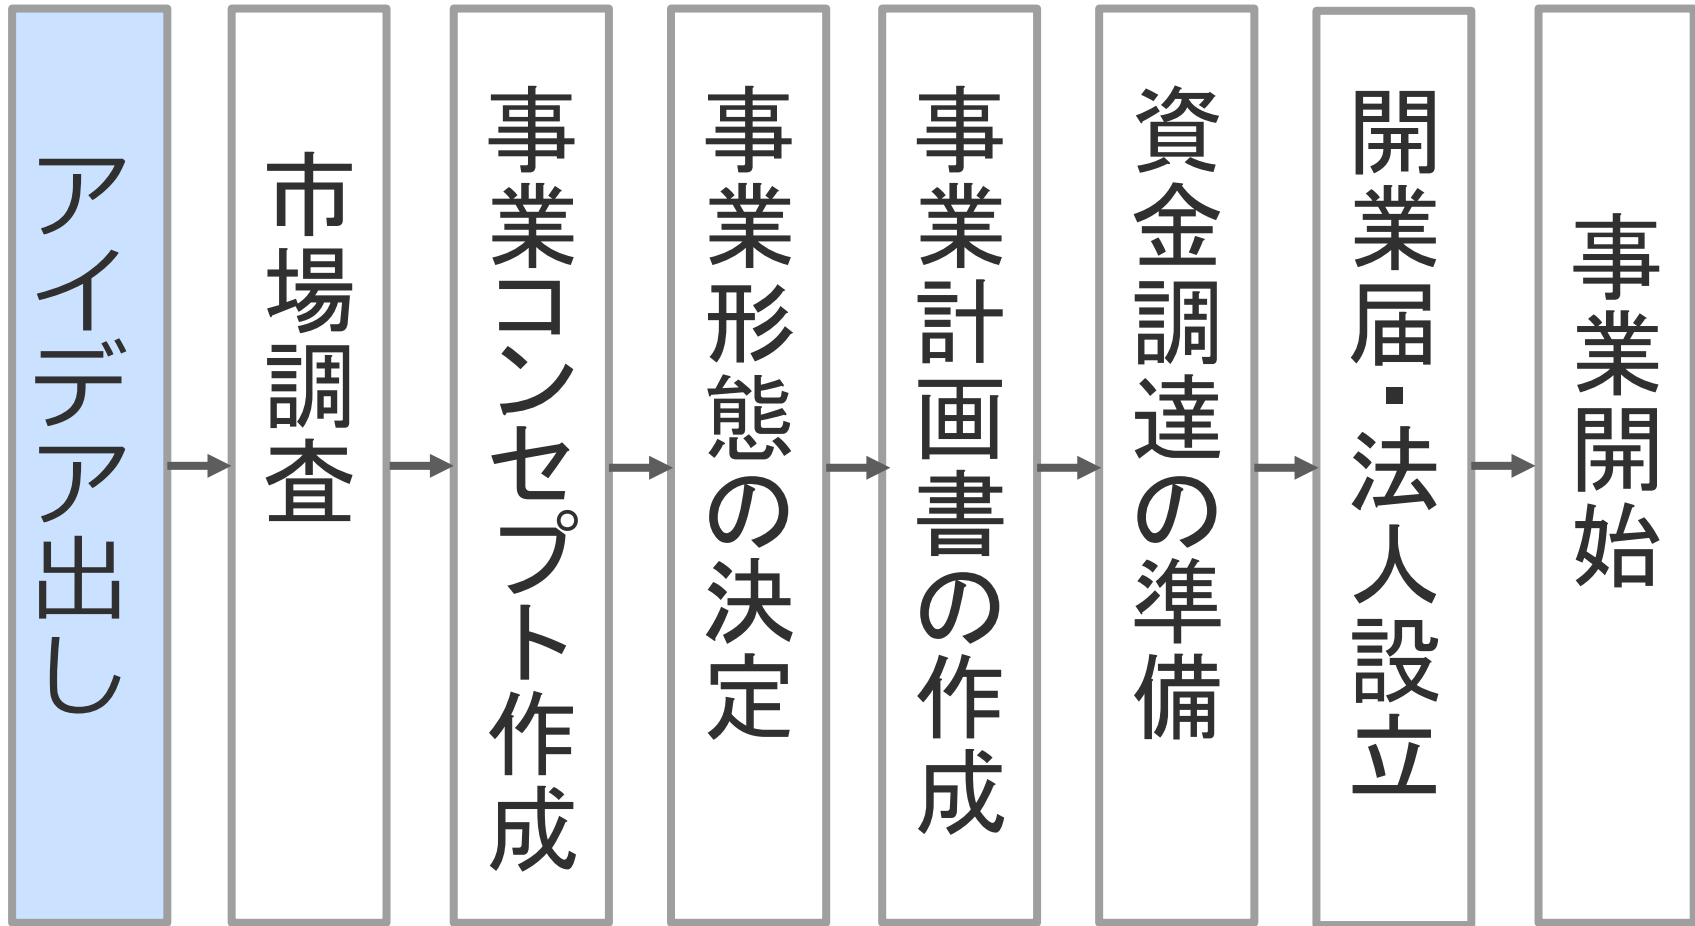 アイデア出し
市場調査
事業コンセプト作成
事業形態の決定
事業計画書の作成
資金調達の準備
開業届・法人設立
事業開始